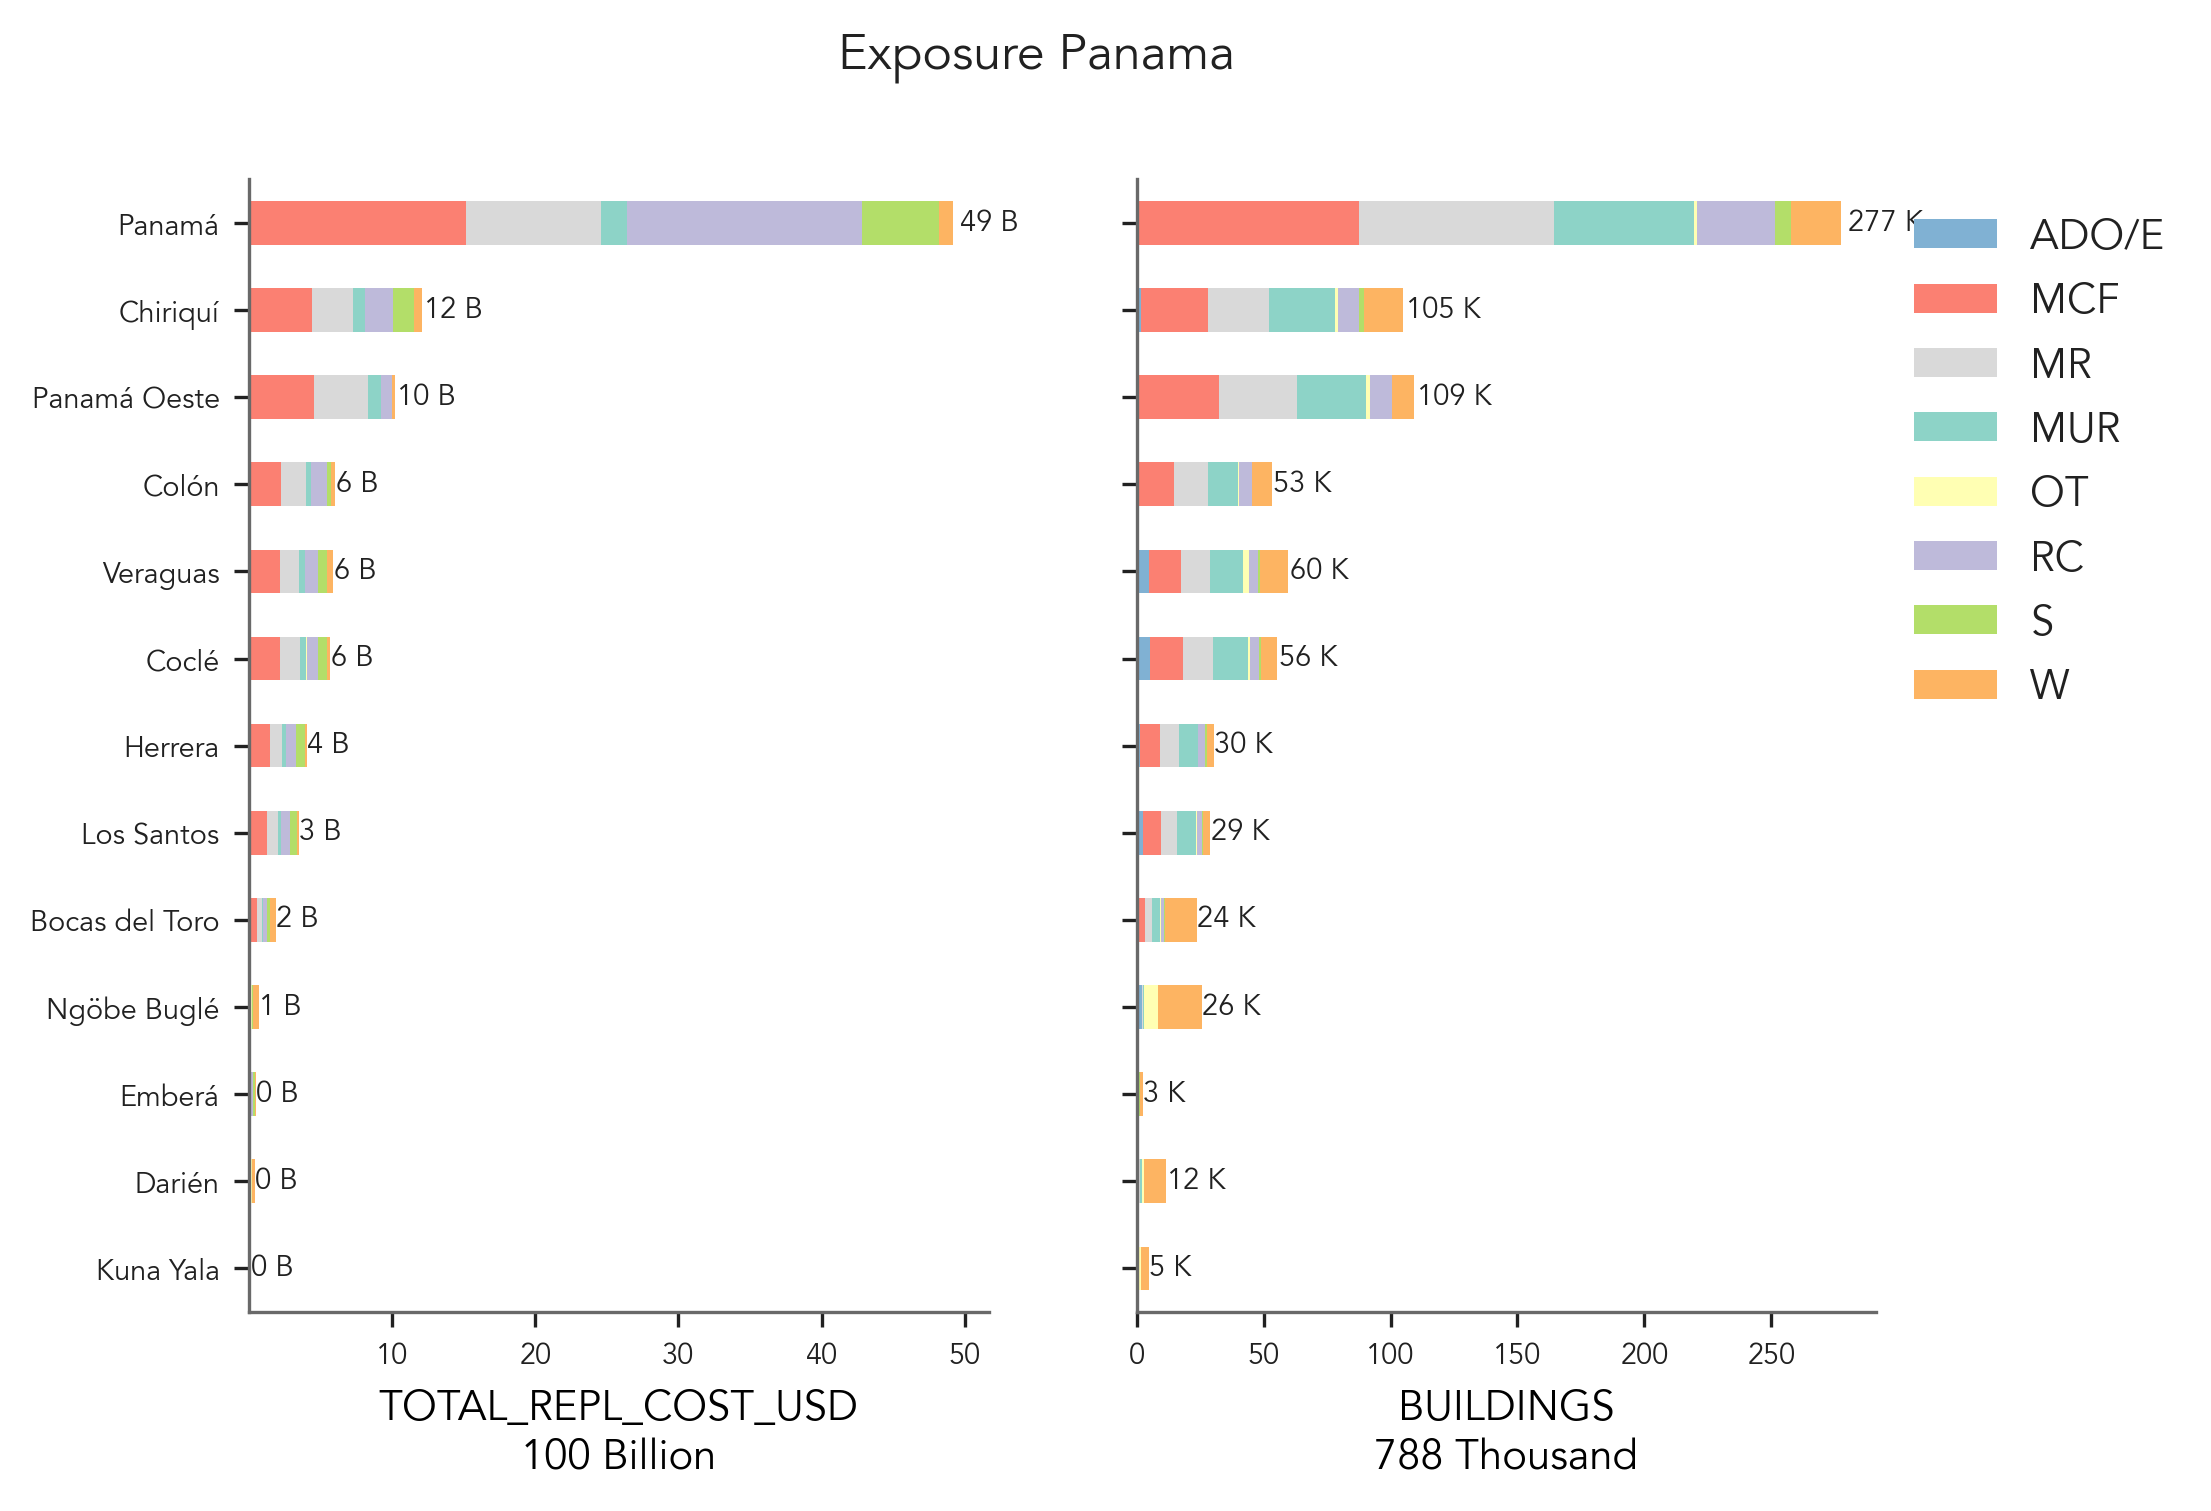 Exposure Panama
Panamá
Chiriquí
Panamá Oeste
Colón
Veraguas
Coclé
Herrera
Los Santos
Bocas del Toro
Ngöbe Buglé
Emberá
Darién
Kuna Yala
49 B
12 B
10 B
6 B
6 B
6 B
4 B
3 B
2 B
1 B
0 B
0 B
0 B
10 20 30 40 50
TOTAL_REPL_COST_USD
100 Billion
277 K
105 K
109 K
53 K
60 K
56 K
30 K
29 K
24 K
26 K
3 K
12 K
5 K
0 50 100 150 200 250
BUILDINGS
788 Thousand
ADO/E
MCF
MR
MUR
OT
RC
S
W